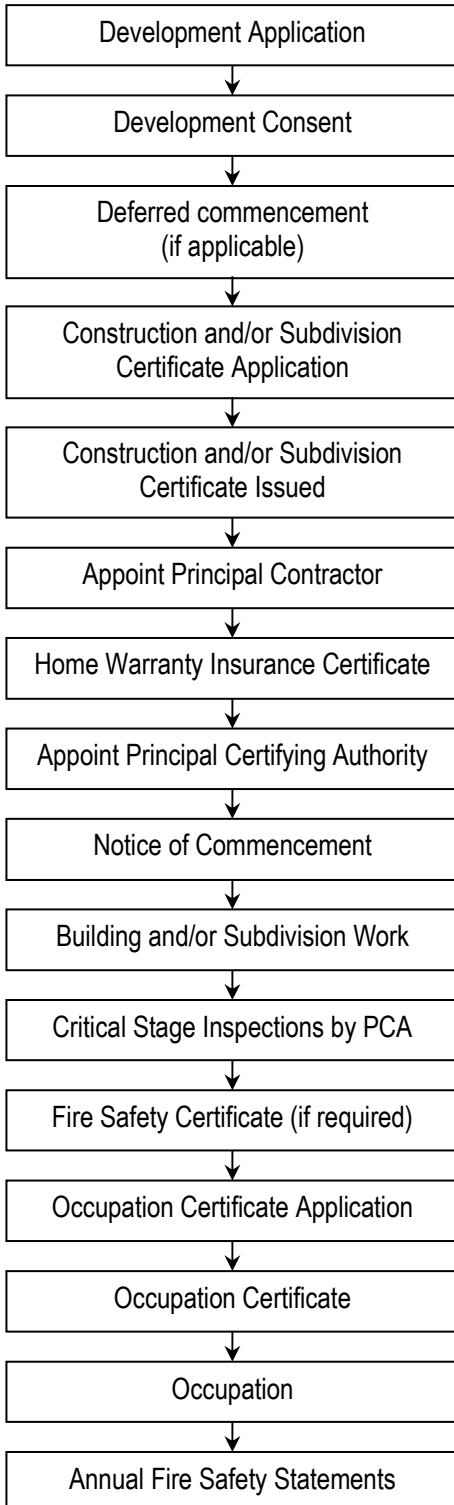 Development Application
Development Consent
Deferred commencement
(if applicable)
Construction and/or Subdivision
Certificate Application
Construction and/or Subdivision
Certificate Issued
Appoint Principal Contractor
Home Warranty Insurance Certificate
Appoint Principal Certifying Authority
Notice of Commencement
Building and/or Subdivision Work
Critical Stage Inspections by PCA
Fire Safety Certificate (if required)
Occupation Certificate Application
Occupation Certificate
Occupation
Annual Fire Safety Statements